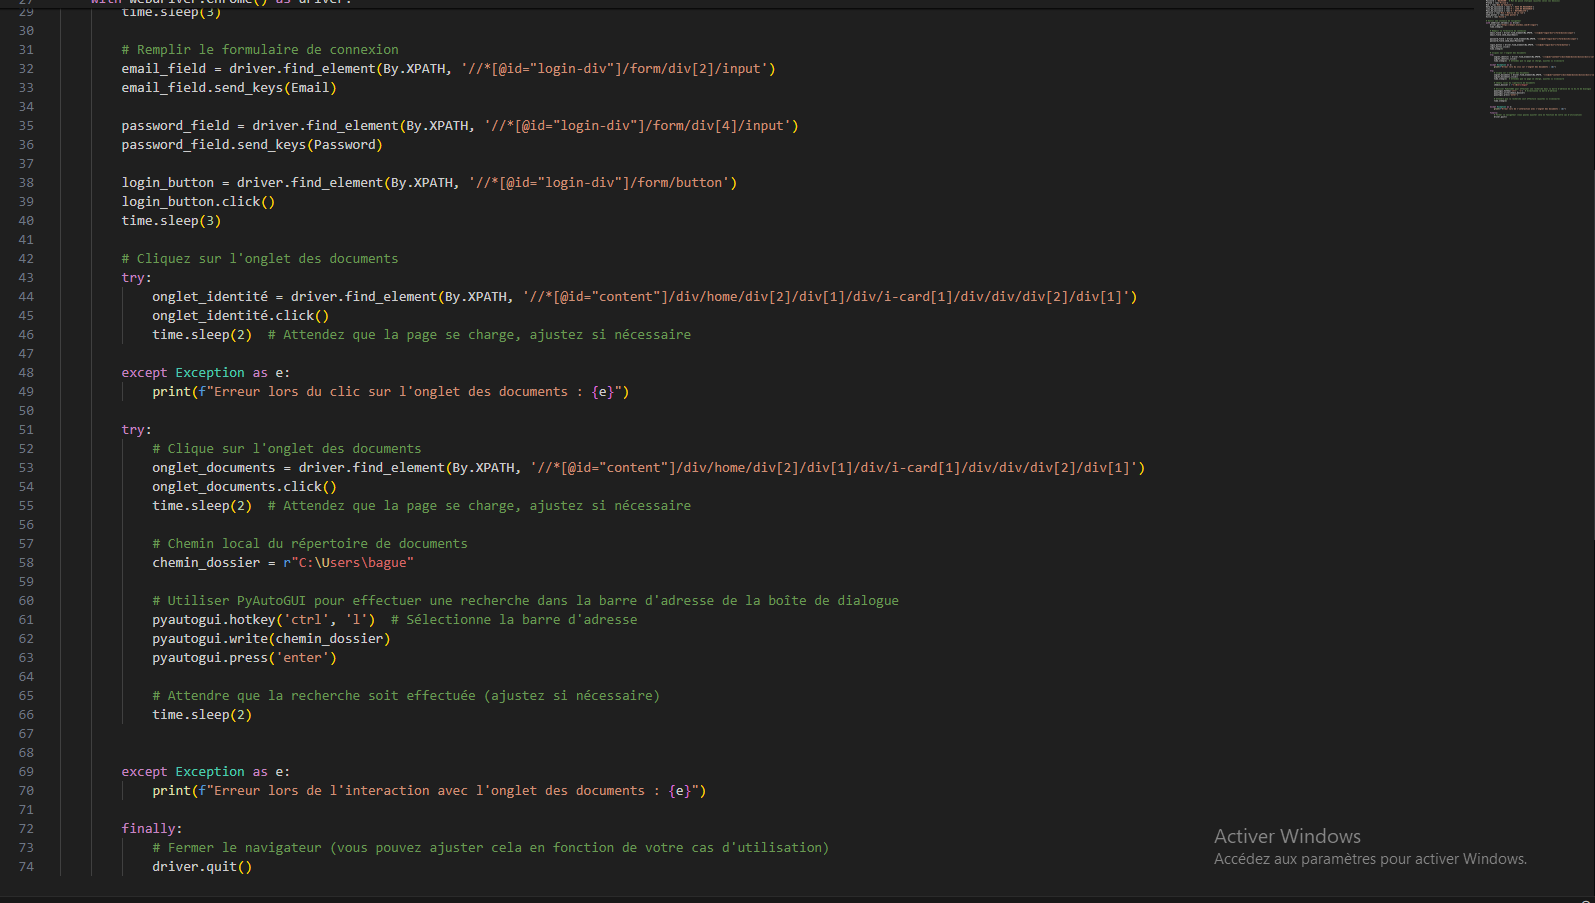 27 with webdriver.Chrome() as driver:
29 time.sleep(3)
30
31 # Remplir le formulaire de connexion
32 email_field = driver.find_element(By.XPATH, '//*[@id="login-div"]/form/div[2]/input')
33 email_field.send_keys(Email)
34
35 password_field = driver.find_element(By.XPATH, '//*[@id="login-div"]/form/div[4]/input')
36 password_field.send_keys(Password)
37
38 login_button = driver.find_element(By.XPATH, '//*[@id="login-div"]/form/button')
39 login_button.click()
40 time.sleep(3)
41
42 # Cliquez sur l'onglet des documents
43 try:
44 onglet_identité = driver.find_element(By.XPATH, '//*[@id="content"]/div/home/div[2]/div[1]/div/i-card[1]/div/div/div[2]/div[1]')
45 onglet_identité.click()
46 time.sleep(2)  # Attendez que la page se charge, ajustez si nécessaire
47
48 except Exception as e:
49 print(f"Erreur lors du clic sur l'onglet des documents : {e}")
50
51 try:
52 # Clique sur l'onglet des documents
53 onglet_documents = driver.find_element(By.XPATH, '//*[@id="content"]/div/home/div[2]/div[1]/div/i-card[1]/div/div/div[2]/div[1]')
54 onglet_documents.click()
55 time.sleep(2)  # Attendez que la page se charge, ajustez si nécessaire
56
57 # Chemin local du répertoire de documents
58 chemin_dossier = r"C:\Users\bague"
59
60 # Utiliser PyAutoGUI pour effectuer une recherche dans la barre d'adresse de la boîte de dialogue
61 pyautogui.hotkey('ctrl', 'l')  # Sélectionne la barre d'adresse
62 pyautogui.write(chemin_dossier)
63 pyautogui.press('enter')
64
65 # Attendre que la recherche soit effectuée (ajustez si nécessaire)
66 time.sleep(2)
67
68
69 except Exception as e:
70 print(f"Erreur lors de l'interaction avec l'onglet des documents : {e}")
71
72 finally:
73 # Fermer le navigateur (vous pouvez ajuster cela en fonction de votre cas d'utilisation)
74 driver.quit()
Activer Windows
Accédez aux paramètres pour activer Windows.